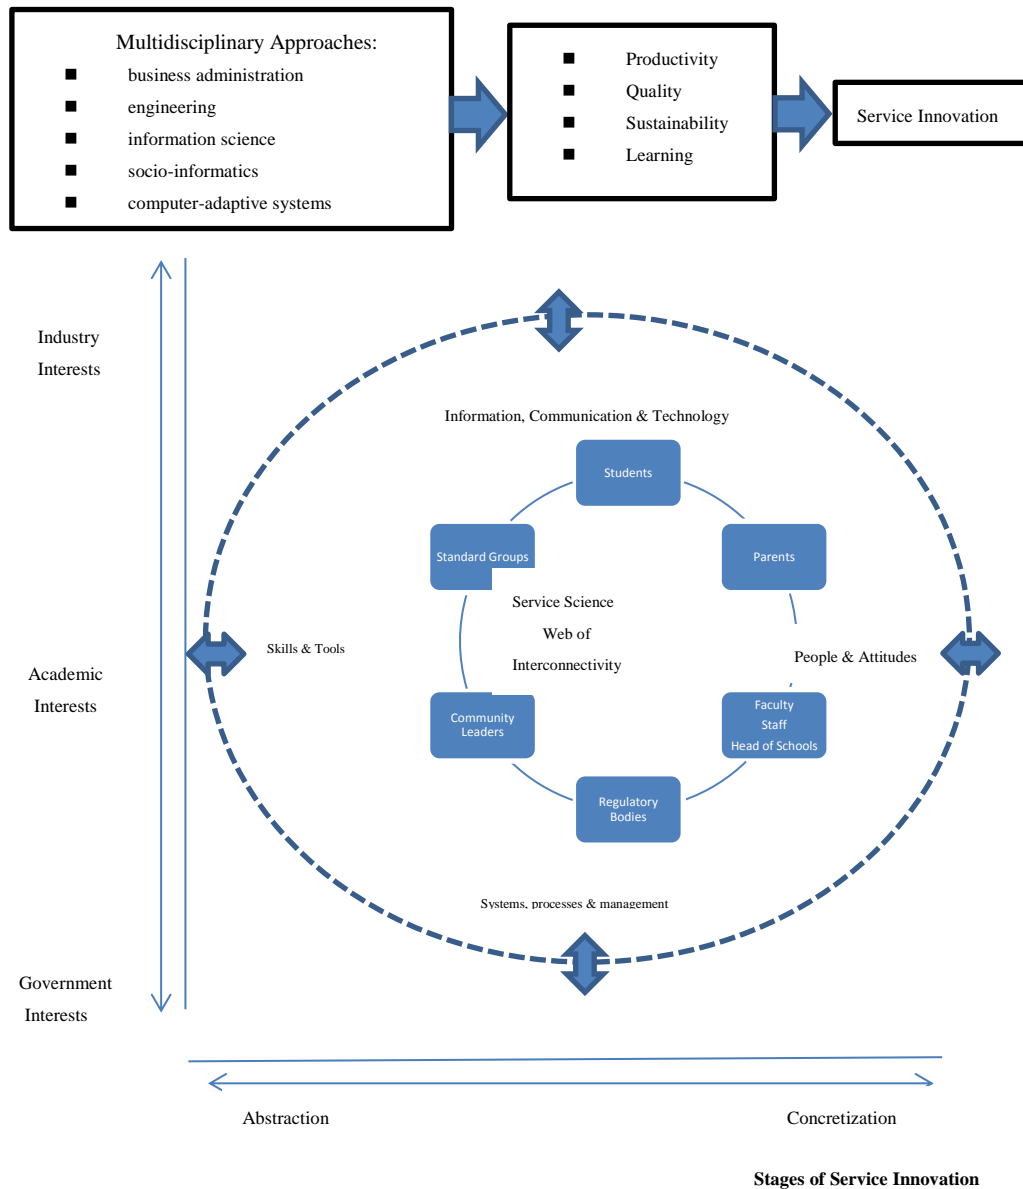 Multidisciplinary Approaches:
■ business administration
■ engineering
■ information science
■ socio-informatics
■ computer-adaptive systems
■ Productivity
■ Quality
■ Sustainability
■ Learning
Service Innovation
Industry
Interests
Information, Communication & Technology
Students
Standard Groups
Parents
Service Science
Web of
Interconnectivity
Skills & Tools
People & Attitudes
Academic
Interests
Community
Leaders
Faculty
Staff
Head of Schools
Regulatory
Bodies
Systems, processes & management
Government
Interests
Abstraction
Concretization
Stages of Service Innovation